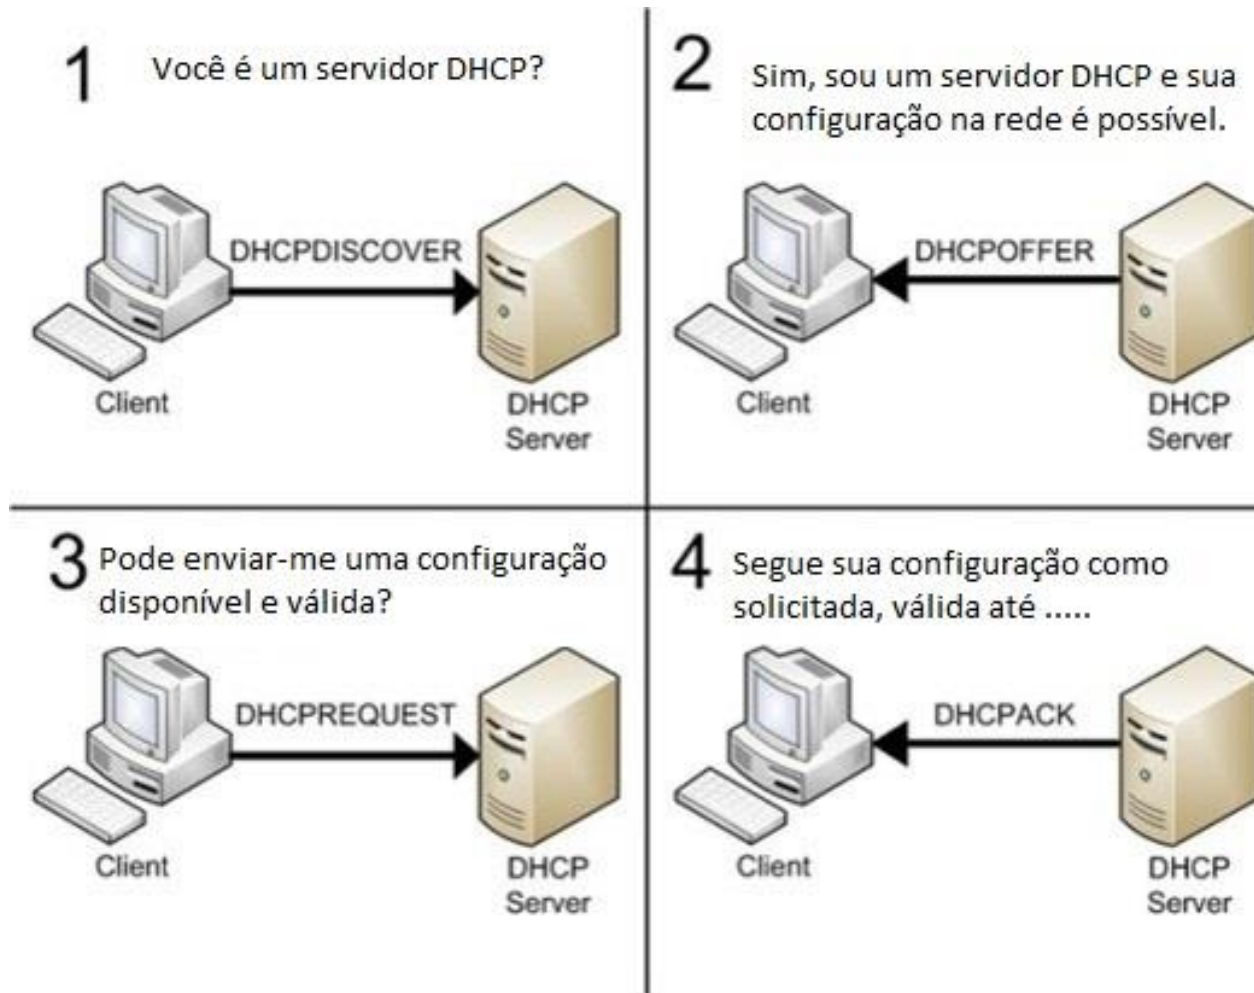 1
Você é um servidor DHCP?
DHCPDISCOVER
Client
DHCP
Server
2
Sim, sou um servidor DHCP e sua
configuração na rede é possível.
DHCPOFFER
Client
DHCP
Server
3
Pode enviar-me uma configuração
disponível e válida?
DHCPREQUEST
Client
DHCP
Server
4
Segue sua configuração como
solicitada, válida até .....
DHCPACK
Client
DHCP
Server